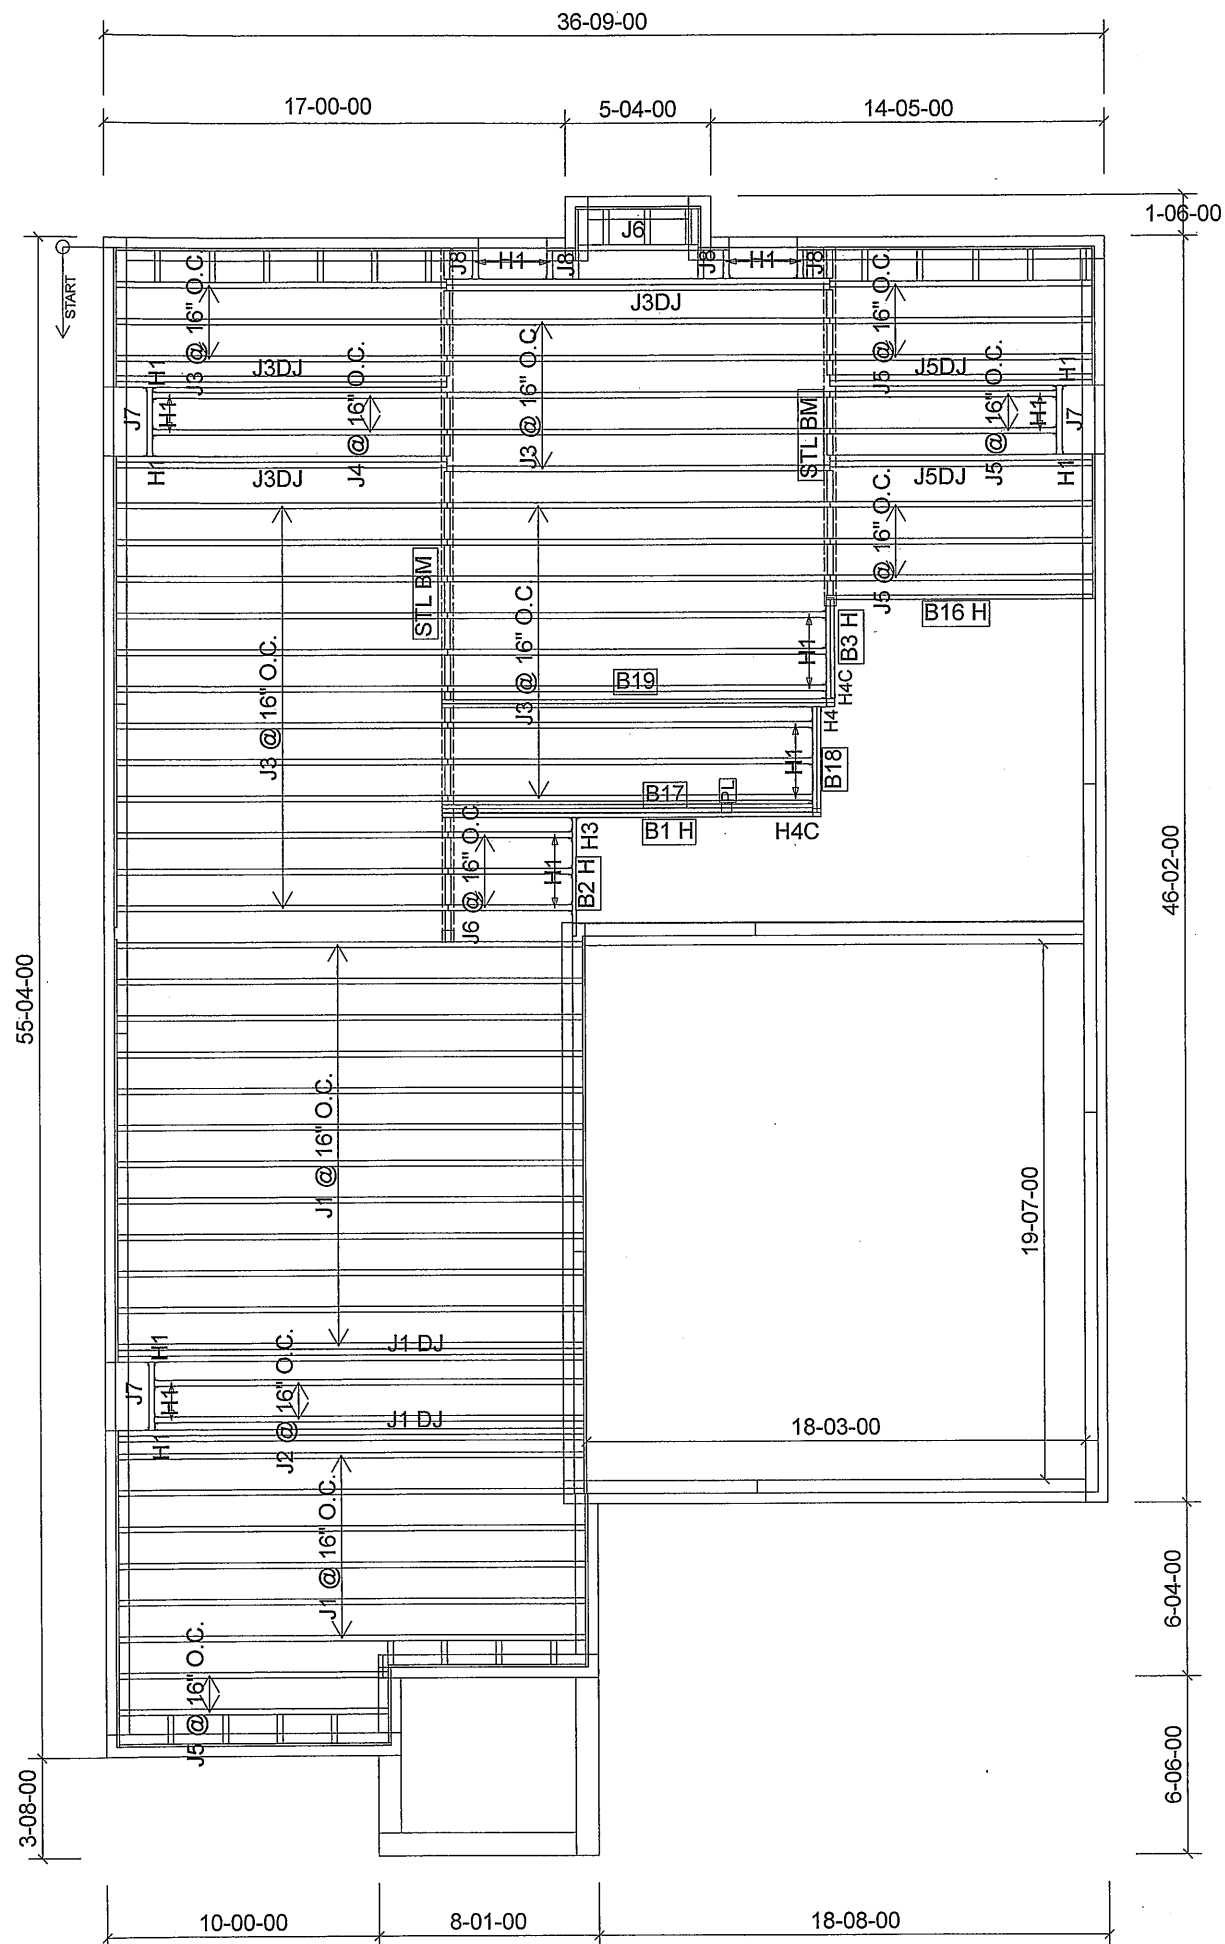 36-09-00
17-00-00
5-04-00
14-05-00
1-06-00
START
J6
J8
H1
J8
J8
H1
J8
J3DJ
J3 @ 16" O.C.
J5 @ 16" O.C.
J3DJ
J5DJ
H1
H1
J7
H1
J4 @ 16" O.C.
J3 @ 16" O.C.
STL BM
J5 @ 16" O.C.
H1
J7
H1
H1
J3DJ
J5DJ
J5 @ 16" O.C.
STL BM
B16 H
J3 @ 16" O.C.
J3 @ 16" O.C.
H1
B3 H
B19
H4C
H4
H1
B18
B17
PL
B1 H
H4C
J6 @ 16" O.C
H1
H3
B2 H
55-04-00
46-02-00
J1 @ 16" O.C.
19-07-00
J1 DJ
H1
J7
H1
J2 @ 16" O.C.
J1 DJ
H1
18-03-00
J1 @ 16" O.C.
6-04-00
J5 @ 16" O.C.
3-08-00
6-06-00
10-00-00
8-01-00
18-08-00